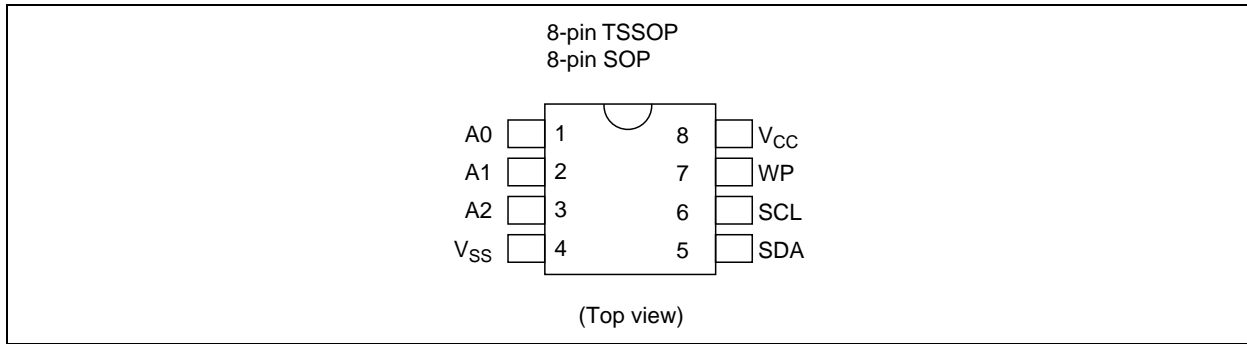 8-pin TSSOP
8-pin SOP
A0 1 8 VCC
A1 2 7 WP
A2 3 6 SCL
VSS 4 5 SDA
(Top view)